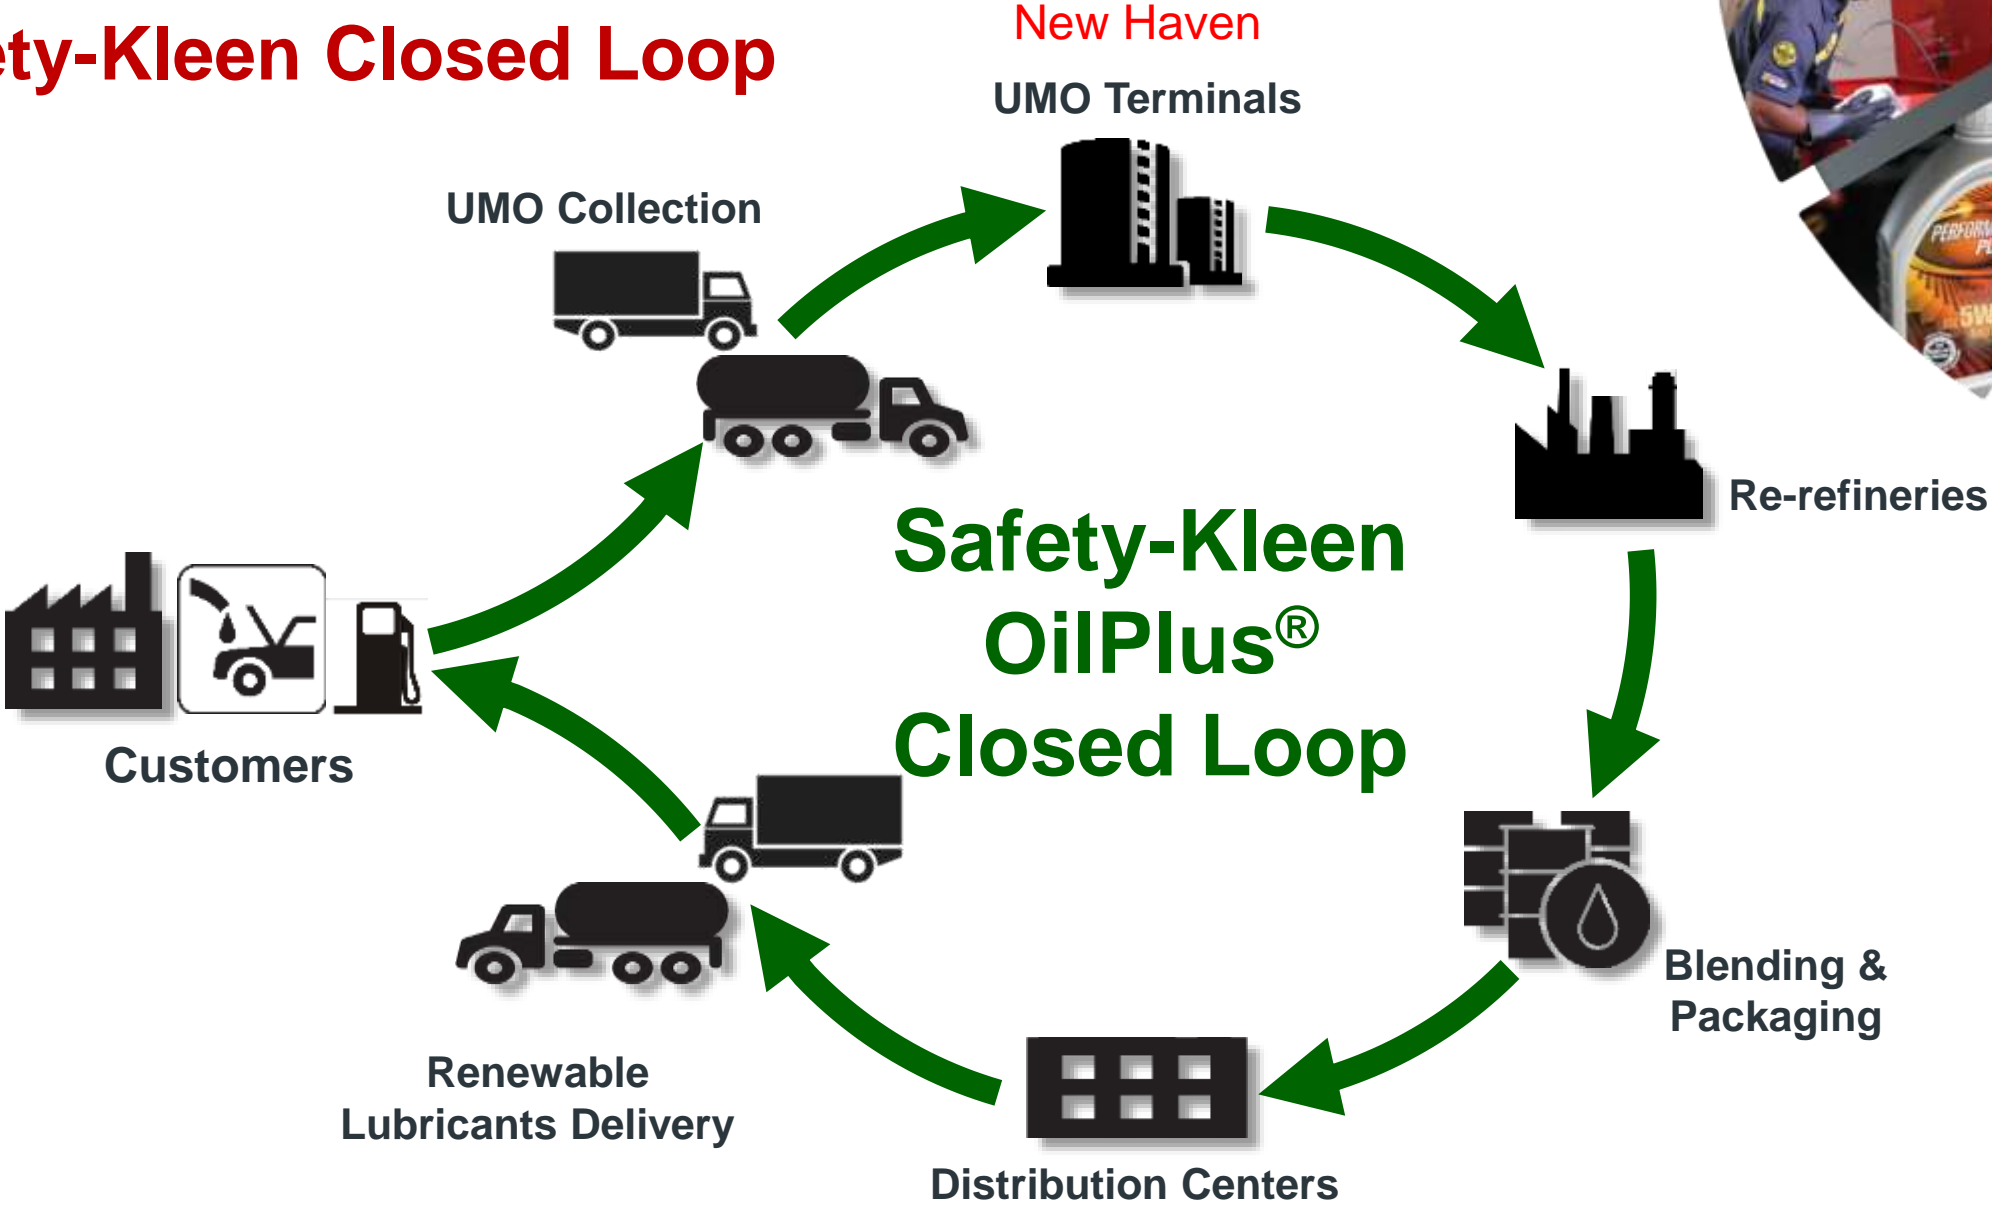 ety-Kleen Closed Loop
New Haven
UMO Terminals
UMO Collection
Re-refineries
Safety-Kleen
OilPlus®
Closed Loop
Customers
Blending &
Packaging
Renewable
Lubricants Delivery
Distribution Centers
5W